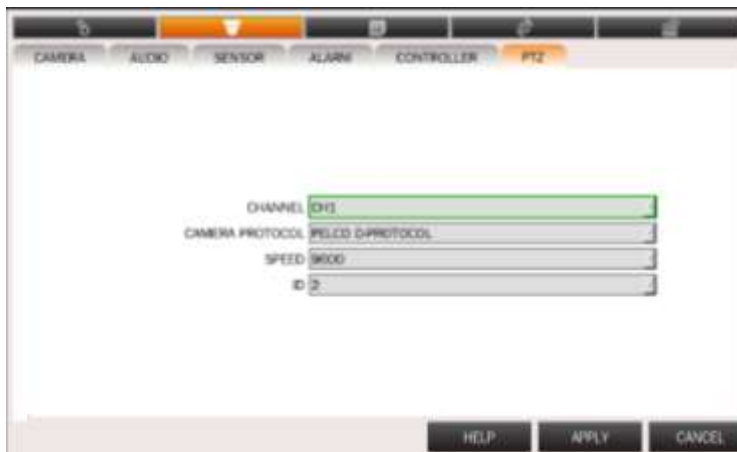 CAMERA AUDIO SENSOR ALARM CONTROLLER PTZ
CHANNEL CH1
CAMERA PROTOCOL PELCO D-PROTOCOL
SPEED 9600
ID 2
HELP APPLY CANCEL